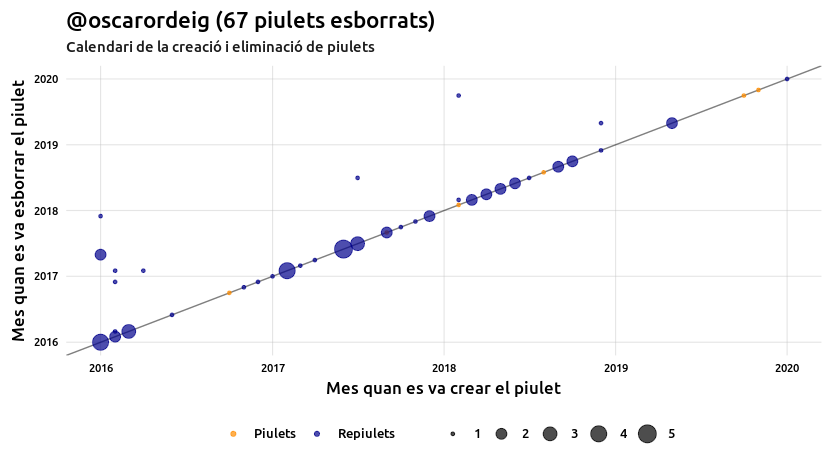 @oscarordeig (67 piulets esborrats)
Calendari de la creació i eliminació de piulets
Mes quan es va esborrar el piulet
2020
2019
2018
2017
2016
2016 2017 2018 2019 2020
Mes quan es va crear el piulet
Piulets Repiulets 1 2 3 4 5